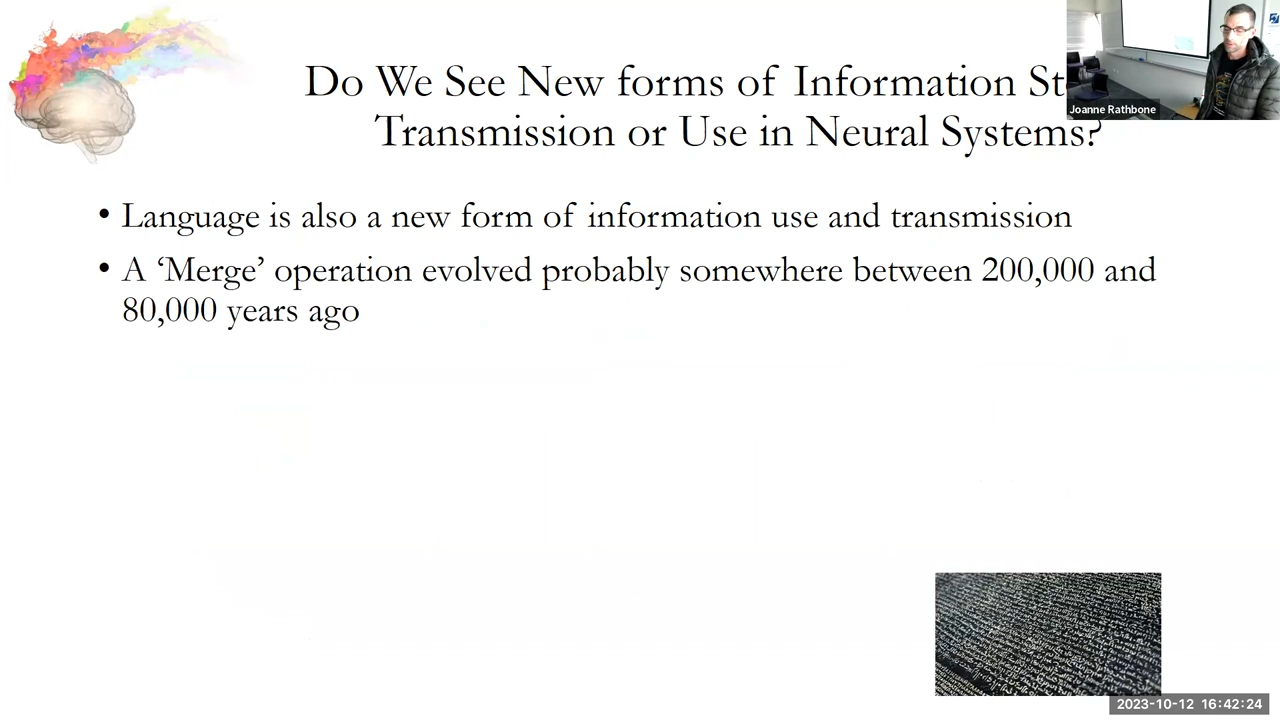 Do We See New forms of Information St
Transmission or Use in Neural Systems?
Joanne Rathbone
• Language is also a new form of information use and transmission
• A ‘Merge’ operation evolved probably somewhere between 200,000 and
80,000 years ago
2023-10-12 16:42:24